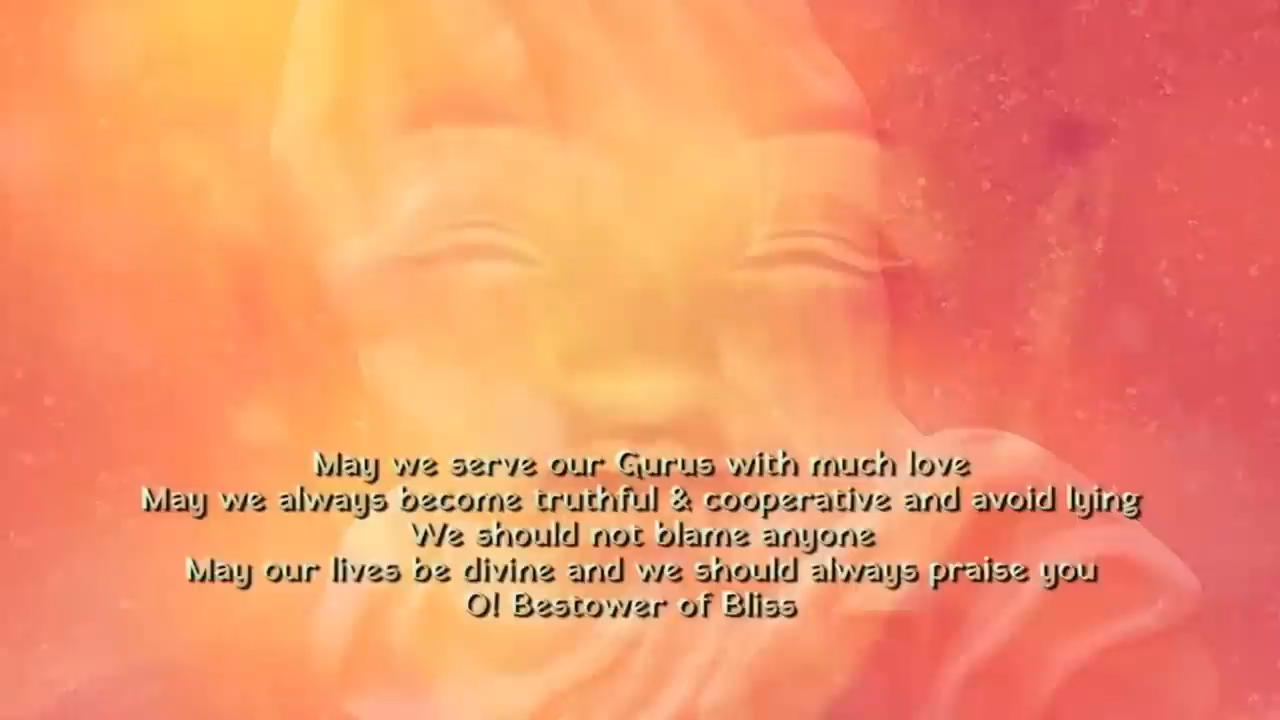 May we serve our Gurus with much love
May we always become truthful & cooperative and avoid lying
We should not blame anyone
May our lives be divine and we should always praise you
O! Bestower of Bliss